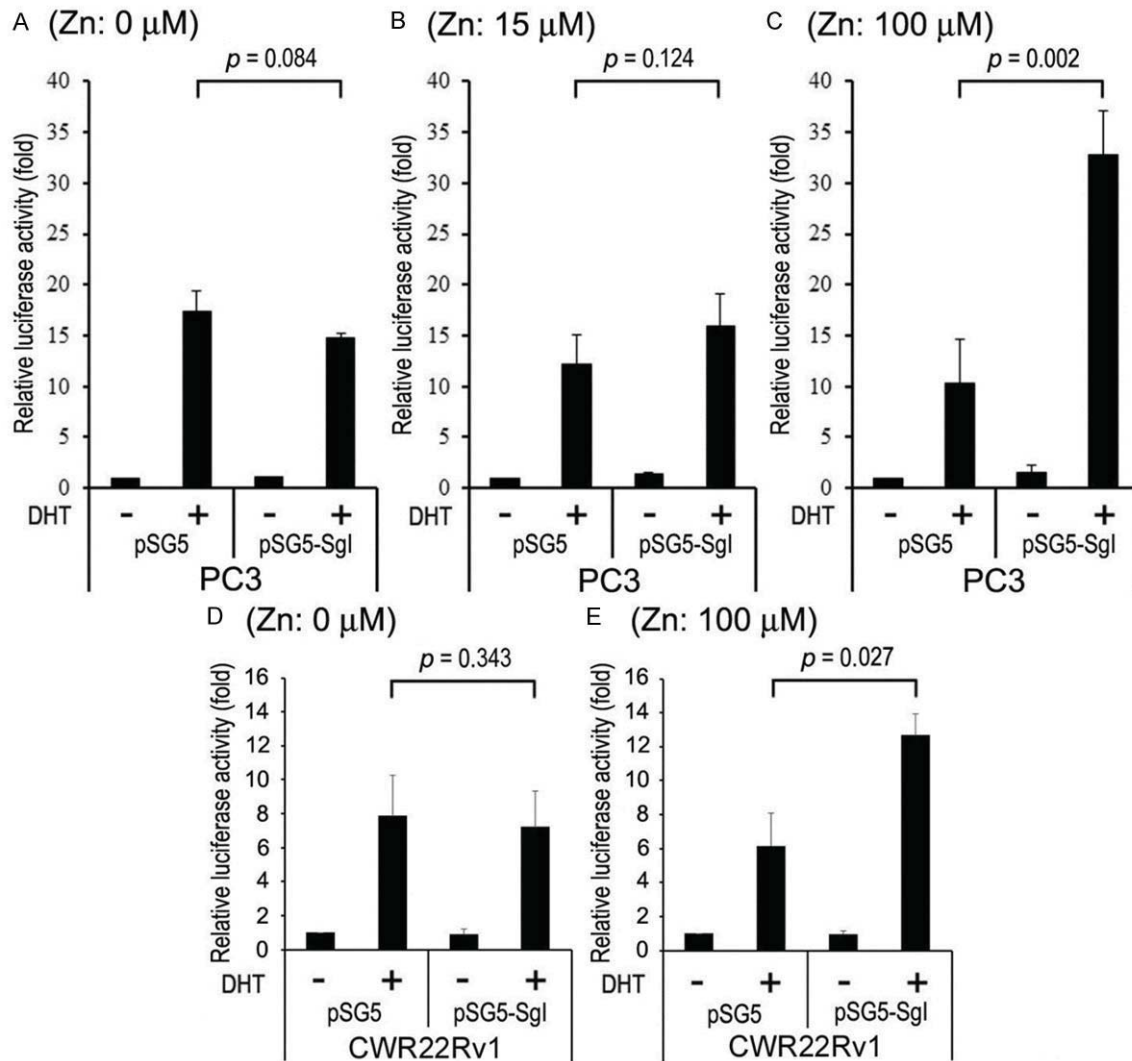 A (Zn: 0 μM)
p = 0.084
Relative luciferase activity (fold)
40
35
30
25
20
15
10
5
0
DHT - + - +
pSG5 pSG5-SgI
PC3
B (Zn: 15 μM)
p = 0.124
Relative luciferase activity (fold)
40
35
30
25
20
15
10
5
0
DHT - + - +
pSG5 pSG5-SgI
PC3
C (Zn: 100 μM)
p = 0.002
Relative luciferase activity (fold)
40
35
30
25
20
15
10
5
0
DHT - + - +
pSG5 pSG5-SgI
PC3
D (Zn: 0 μM)
p = 0.343
Relative luciferase activity (fold)
16
14
12
10
8
6
4
2
0
DHT - + - +
pSG5 pSG5-SgI
CWR22Rv1
E (Zn: 100 μM)
p = 0.027
Relative luciferase activity (fold)
16
14
12
10
8
6
4
2
0
DHT - + - +
pSG5 pSG5-SgI
CWR22Rv1